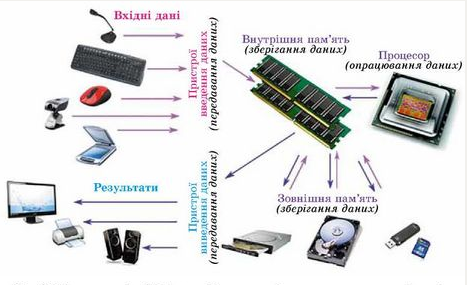 Вхідні дані
Пристрої
введення даних
(передавання даних)
Внутрішня пам'ять
(зберігання даних)
Процесор
(опрацювання даних)
Результати
Пристрої
виведення даних
(передавання даних)
Зовнішня пам'ять
(зберігання даних)